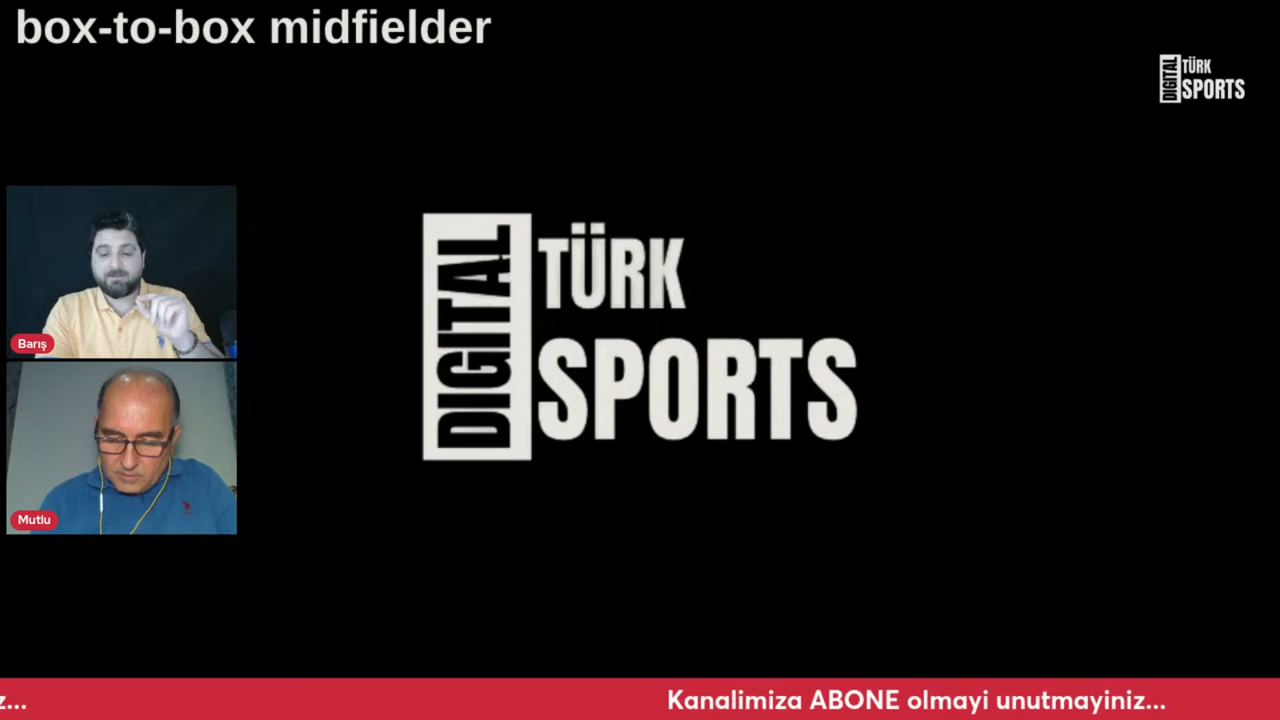 box-to-box midfielder
DIGITAL
TÜRK
SPORTS
Barış
DIGITAL
TÜRK
SPORTS
Mutlu
z... Kanalimiza ABONE olmayi unutmayiniz...